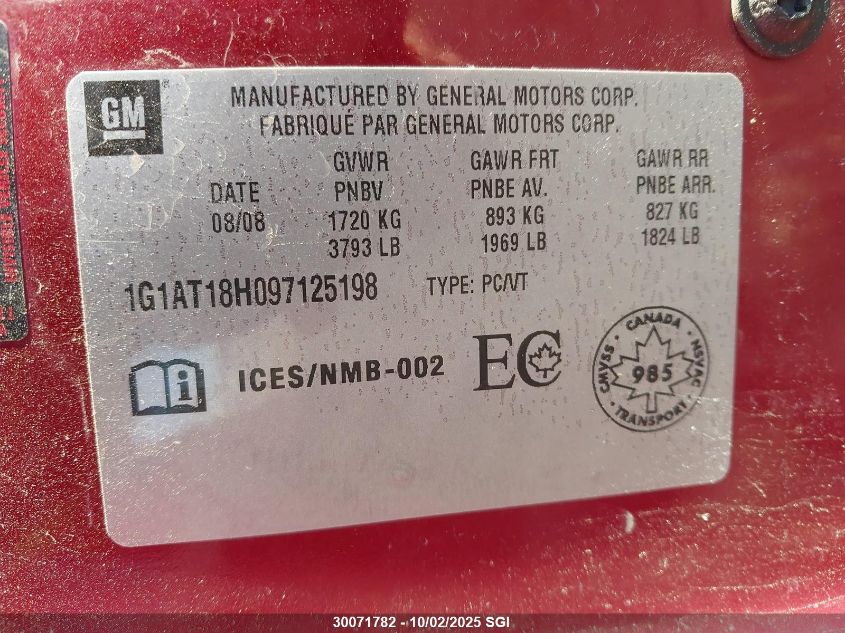 GM
MANUFACTURED BY GENERAL MOTORS CORP.
FABRIQUÉ PAR GENERAL MOTORS CORP.
GVWR GAWR FRT GAWR RR
DATE PNBV PNBE AV. PNBE ARR.
08/08 1720 KG 893 KG 827 KG
3793 LB 1969 LB 1824 LB
1G1AT18H097125198 TYPE: PC/VT
ICES/NMB-002
EC
CANADA
CMVSS 985 NSVAC
TRANSPORT
30071782 - 10/02/2025 SGI